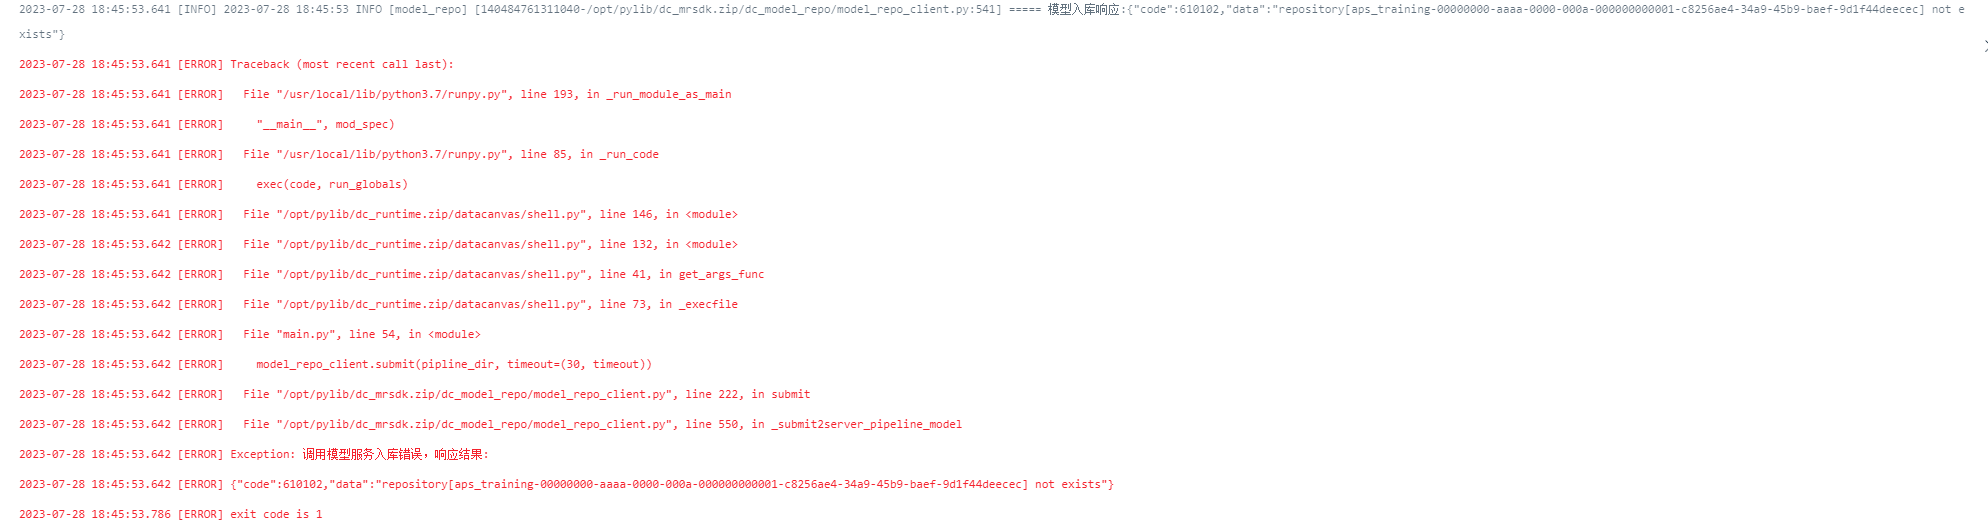 2023-07-28 18:45:53.641 [INFO] 2023-07-28 18:45:53 INFO [model_repo] [140484761311040-/opt/pylib/dc_mrsdk.zip/dc_model_repo/model_repo_client.py:541] ===== 模型入库响应:{"code":610102,"data":"repository[aps_training-00000000-aaaa-0000-000a-000000000001-c8256ae4-34a9-45b9-baef-9d1f44deecec] not e
xists"}
2023-07-28 18:45:53.641 [ERROR] Traceback (most recent call last):
2023-07-28 18:45:53.641 [ERROR]   File "/usr/local/lib/python3.7/runpy.py", line 193, in _run_module_as_main
2023-07-28 18:45:53.641 [ERROR]     "__main__", mod_spec)
2023-07-28 18:45:53.641 [ERROR]   File "/usr/local/lib/python3.7/runpy.py", line 85, in _run_code
2023-07-28 18:45:53.641 [ERROR]     exec(code, run_globals)
2023-07-28 18:45:53.641 [ERROR]   File "/opt/pylib/dc_runtime.zip/datacanvas/shell.py", line 146, in <module>
2023-07-28 18:45:53.642 [ERROR]   File "/opt/pylib/dc_runtime.zip/datacanvas/shell.py", line 132, in <module>
2023-07-28 18:45:53.642 [ERROR]   File "/opt/pylib/dc_runtime.zip/datacanvas/shell.py", line 41, in get_args_func
2023-07-28 18:45:53.642 [ERROR]   File "/opt/pylib/dc_runtime.zip/datacanvas/shell.py", line 73, in _execfile
2023-07-28 18:45:53.642 [ERROR]   File "main.py", line 54, in <module>
2023-07-28 18:45:53.642 [ERROR]     model_repo_client.submit(pipline_dir, timeout=(30, timeout))
2023-07-28 18:45:53.642 [ERROR]   File "/opt/pylib/dc_mrsdk.zip/dc_model_repo/model_repo_client.py", line 222, in submit
2023-07-28 18:45:53.642 [ERROR]   File "/opt/pylib/dc_mrsdk.zip/dc_model_repo/model_repo_client.py", line 550, in _submit2server_pipeline_model
2023-07-28 18:45:53.642 [ERROR] Exception: 调用模型服务入库错误，响应结果:
2023-07-28 18:45:53.642 [ERROR] {"code":610102,"data":"repository[aps_training-00000000-aaaa-0000-000a-000000000001-c8256ae4-34a9-45b9-baef-9d1f44deecec] not exists"}
2023-07-28 18:45:53.786 [ERROR] exit code is 1